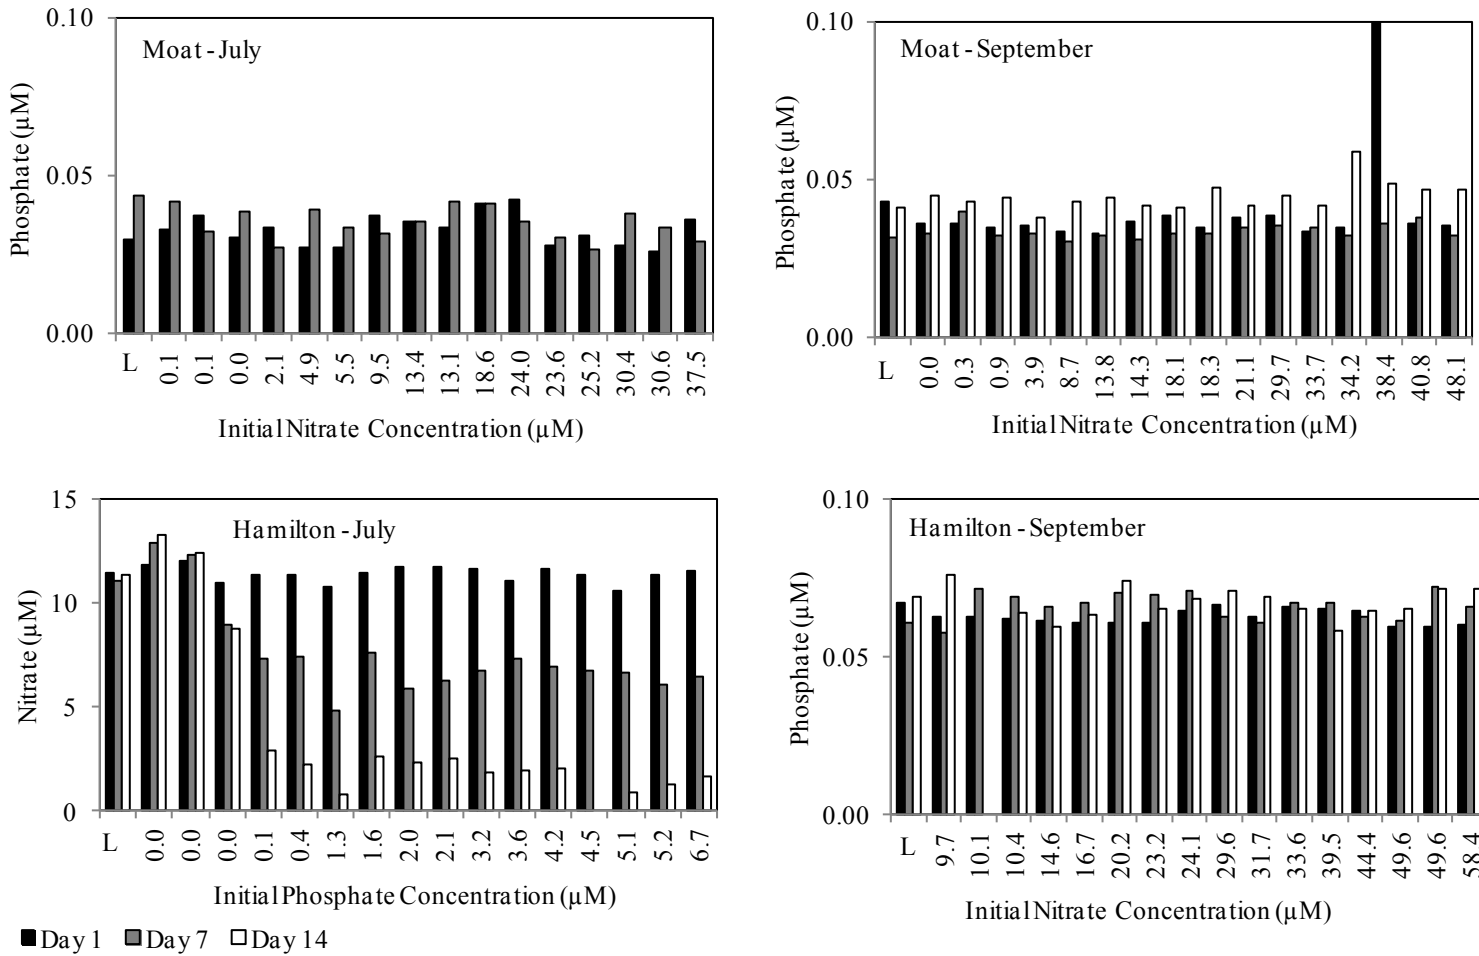 Moat - July
Phosphate (µM)
0.10
0.05
0.00
L 0.1 0.1 0.0 2.1 4.9 5.5 9.5 13.4 13.1 18.6 24.0 23.6 25.2 30.4 30.6 37.5
Initial Nitrate Concentration (µM)
Moat - September
Phosphate (µM)
0.10
0.05
0.00
L 0.0 0.3 0.9 3.9 8.7 13.8 14.3 18.1 18.3 21.1 29.7 33.7 34.2 38.4 40.8 48.1
Initial Nitrate Concentration (µM)
Hamilton - July
Nitrate (µM)
15
10
5
0
L 0.0 0.0 0.0 0.1 0.4 1.3 1.6 2.0 2.1 3.2 3.6 4.2 4.5 5.1 5.2 6.7
Initial Phosphate Concentration (µM)
Hamilton - September
Phosphate (µM)
0.10
0.05
0.00
L 9.7 10.1 10.4 14.6 16.7 20.2 23.2 24.1 29.6 31.7 33.6 39.5 44.4 49.6 49.6 58.4
Initial Nitrate Concentration (µM)
Day 1 Day 7 Day 14